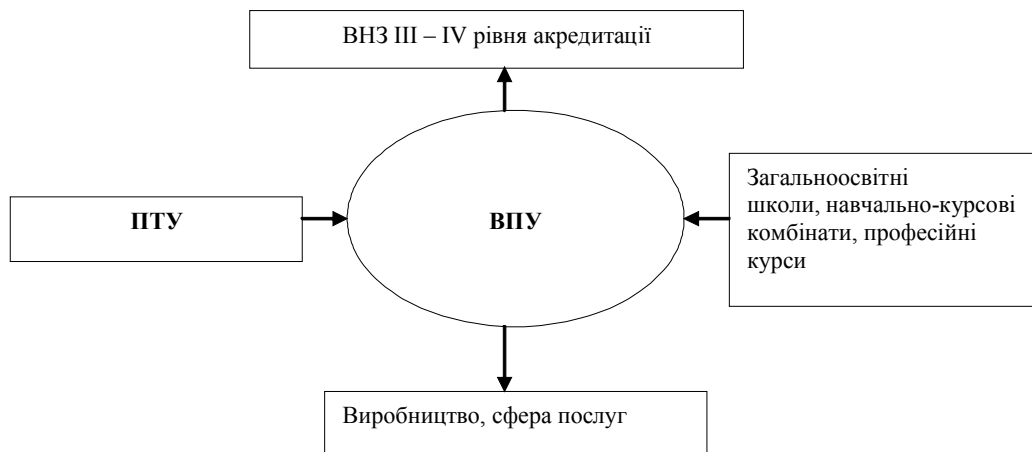 ВНЗ III – IV рівня акредитації
ПТУ
ВПУ
Загальноосвітні
школи, навчально-курсові
комбінати, професійні
курси
Виробництво, сфера послуг